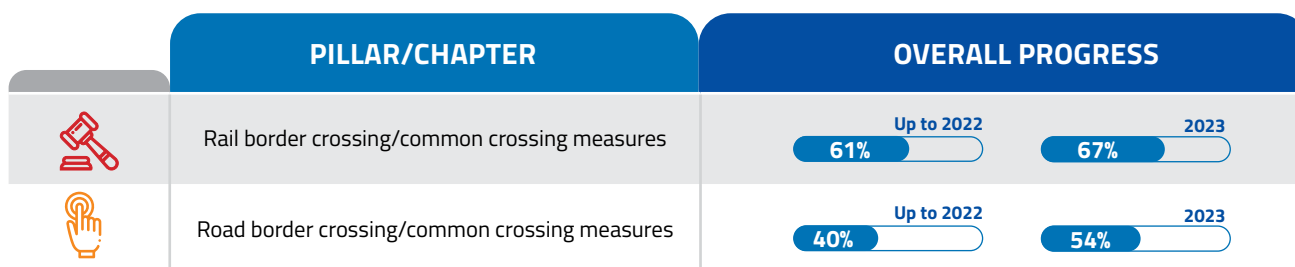 PILLAR/CHAPTER
OVERALL PROGRESS
Rail border crossing/common crossing measures
Up to 2022
61%
2023
67%
Road border crossing/common crossing measures
Up to 2022
40%
2023
54%